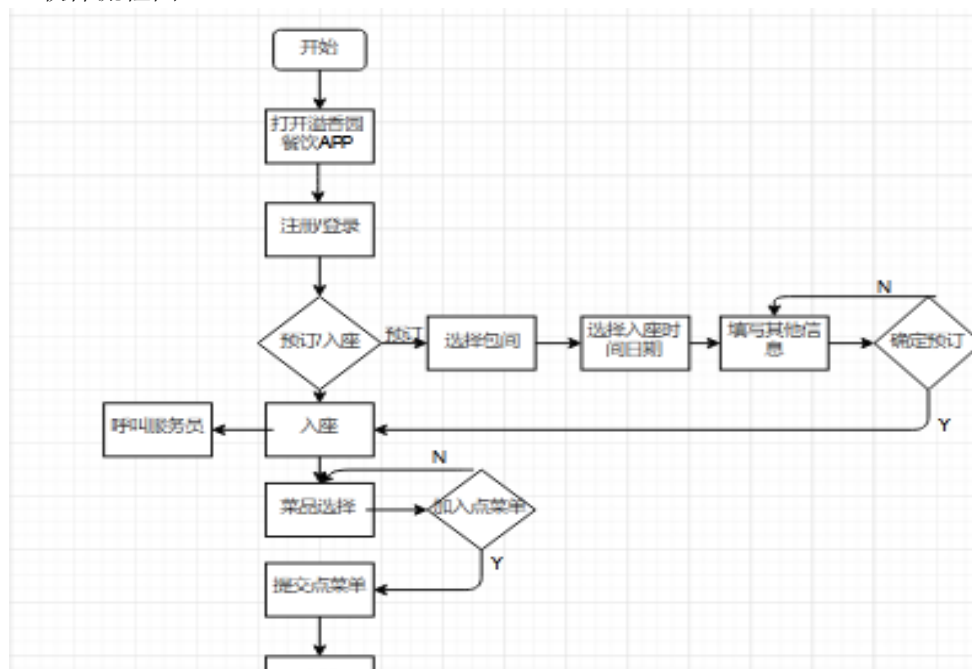 开始
打开溢香园
餐饮APP
注册/登录
预订/入座
预订
选择包间
选择入座时
间日期
填写其他信
息
N
确定预订
Y
呼叫服务员
入座
N
菜品选择
加入点菜单
Y
提交点菜单